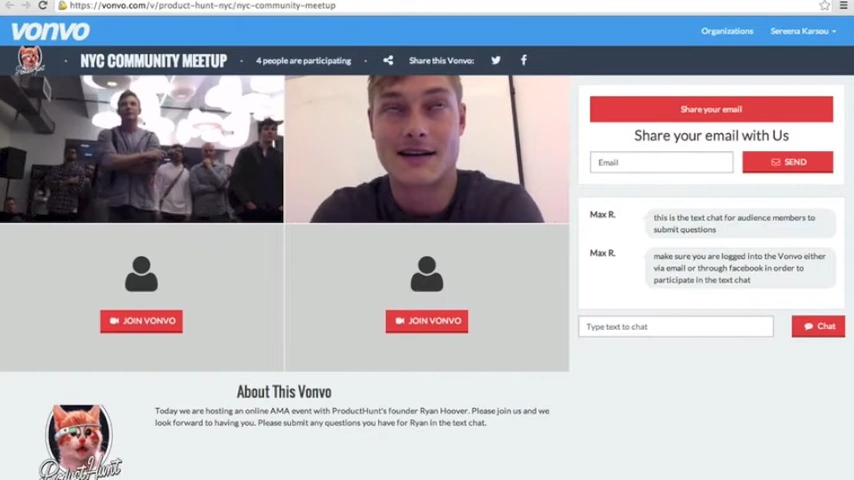 https://vonvo.com/v/product-hunt-nyc/nyc-community-meetup
vonvo
Organizations
Sereena Karsou
NYC COMMUNITY MEETUP
4 people are participating
Share this Vonvo:
Share your email
Share your email with Us
Email
SEND
Max R.
this is the text chat for audience members to
submit questions
Max R.
make sure you are logged into the Vonvo either
via email or through facebook in order to
participate in the text chat
JOIN VONVO
JOIN VONVO
Type text to chat
Chat
About This Vonvo
Today we are hosting an online AMA event with ProductHunt's founder Ryan Hoover. Please join us and we
look forward to having you. Please submit any questions you have for Ryan in the text chat.
ProductHunt